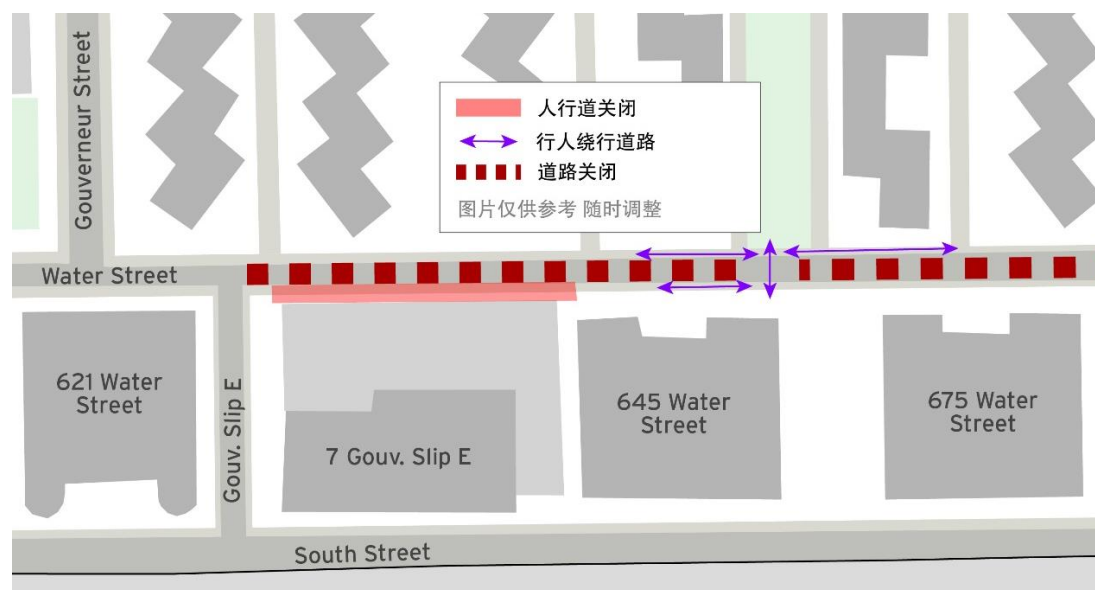 Gouverneur Street
人行道关闭
行人绕行道路
道路关闭
图片仅供参考 随时调整
Water Street
621 Water
Street
Gouv. Slip E
7 Gouv. Slip E
645 Water
Street
675 Water
Street
South Street